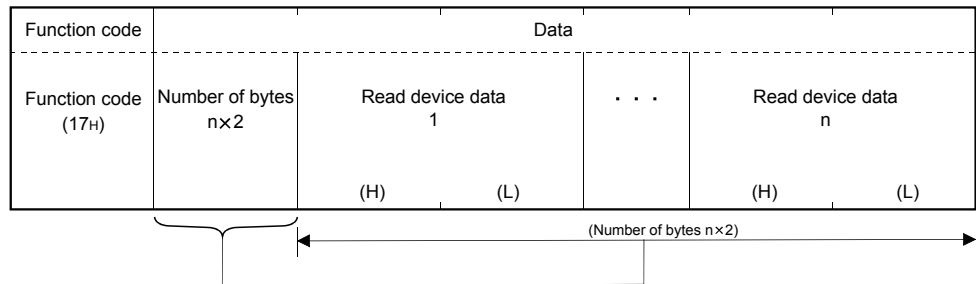 Function code
Data
Function code
(17H)
Number of bytes
n×2
Read device data
1
· · ·
Read device data
n
(H)
(L)
(H)
(L)
(Number of bytes n×2)